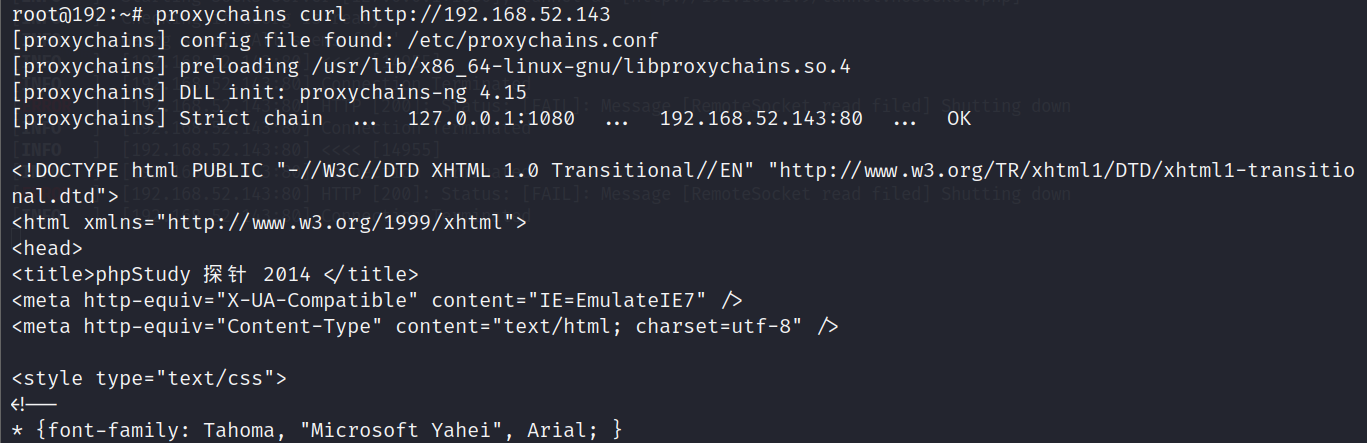 root@192:~# proxychains curl http://192.168.52.143
[proxychains] config file found: /etc/proxychains.conf
[proxychains] preloading /usr/lib/x86_64-linux-gnu/libproxychains.so.4
[proxychains] DLL init: proxychains-ng 4.15
[proxychains] Strict chain  ...  127.0.0.1:1080  ...  192.168.52.143:80  ...  OK
<!DOCTYPE html PUBLIC "-//W3C//DTD XHTML 1.0 Transitional//EN" "http://www.w3.org/TR/xhtml1/DTD/xhtml1-transitio
nal.dtd">
<html xmlns="http://www.w3.org/1999/xhtml">
<head>
<title>phpStudy 探针 2014 </title>
<meta http-equiv="X-UA-Compatible" content="IE=EmulateIE7" />
<meta http-equiv="Content-Type" content="text/html; charset=utf-8" />
<style type="text/css">
<!--
* {font-family: Tahoma, "Microsoft Yahei", Arial; }